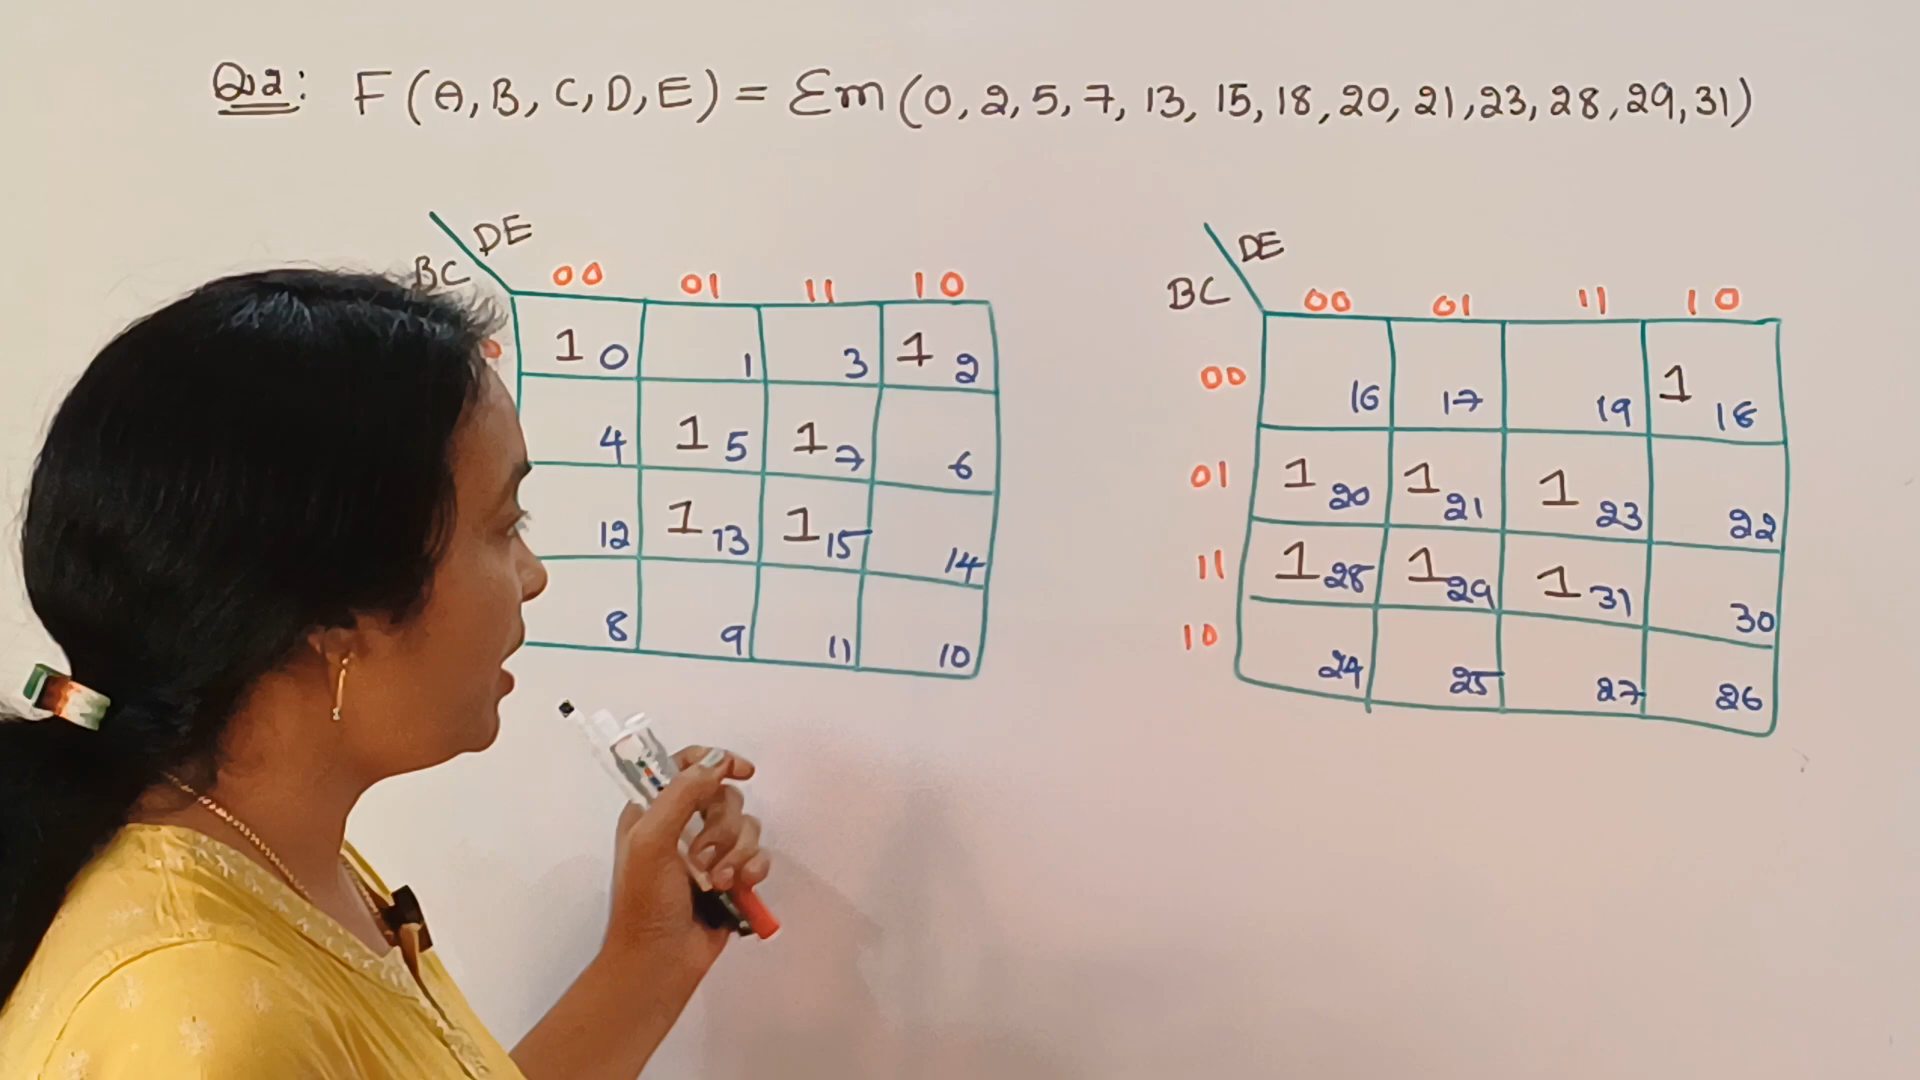 Q2: F(A,B,C,D,E) = Σm(0,2,5,7,13,15,18,20,21,23,28,29,31)
DE
BC 00 01 11 10
1 0 1 3 1 2
4 1 5 1 7 6
12 1 13 1 15 14
8 9 11 10
DE
BC 00 01 11 10
00 16 17 19 1 18
01 1 20 1 21 1 23 22
11 1 28 1 29 1 31 30
10 24 25 27 26